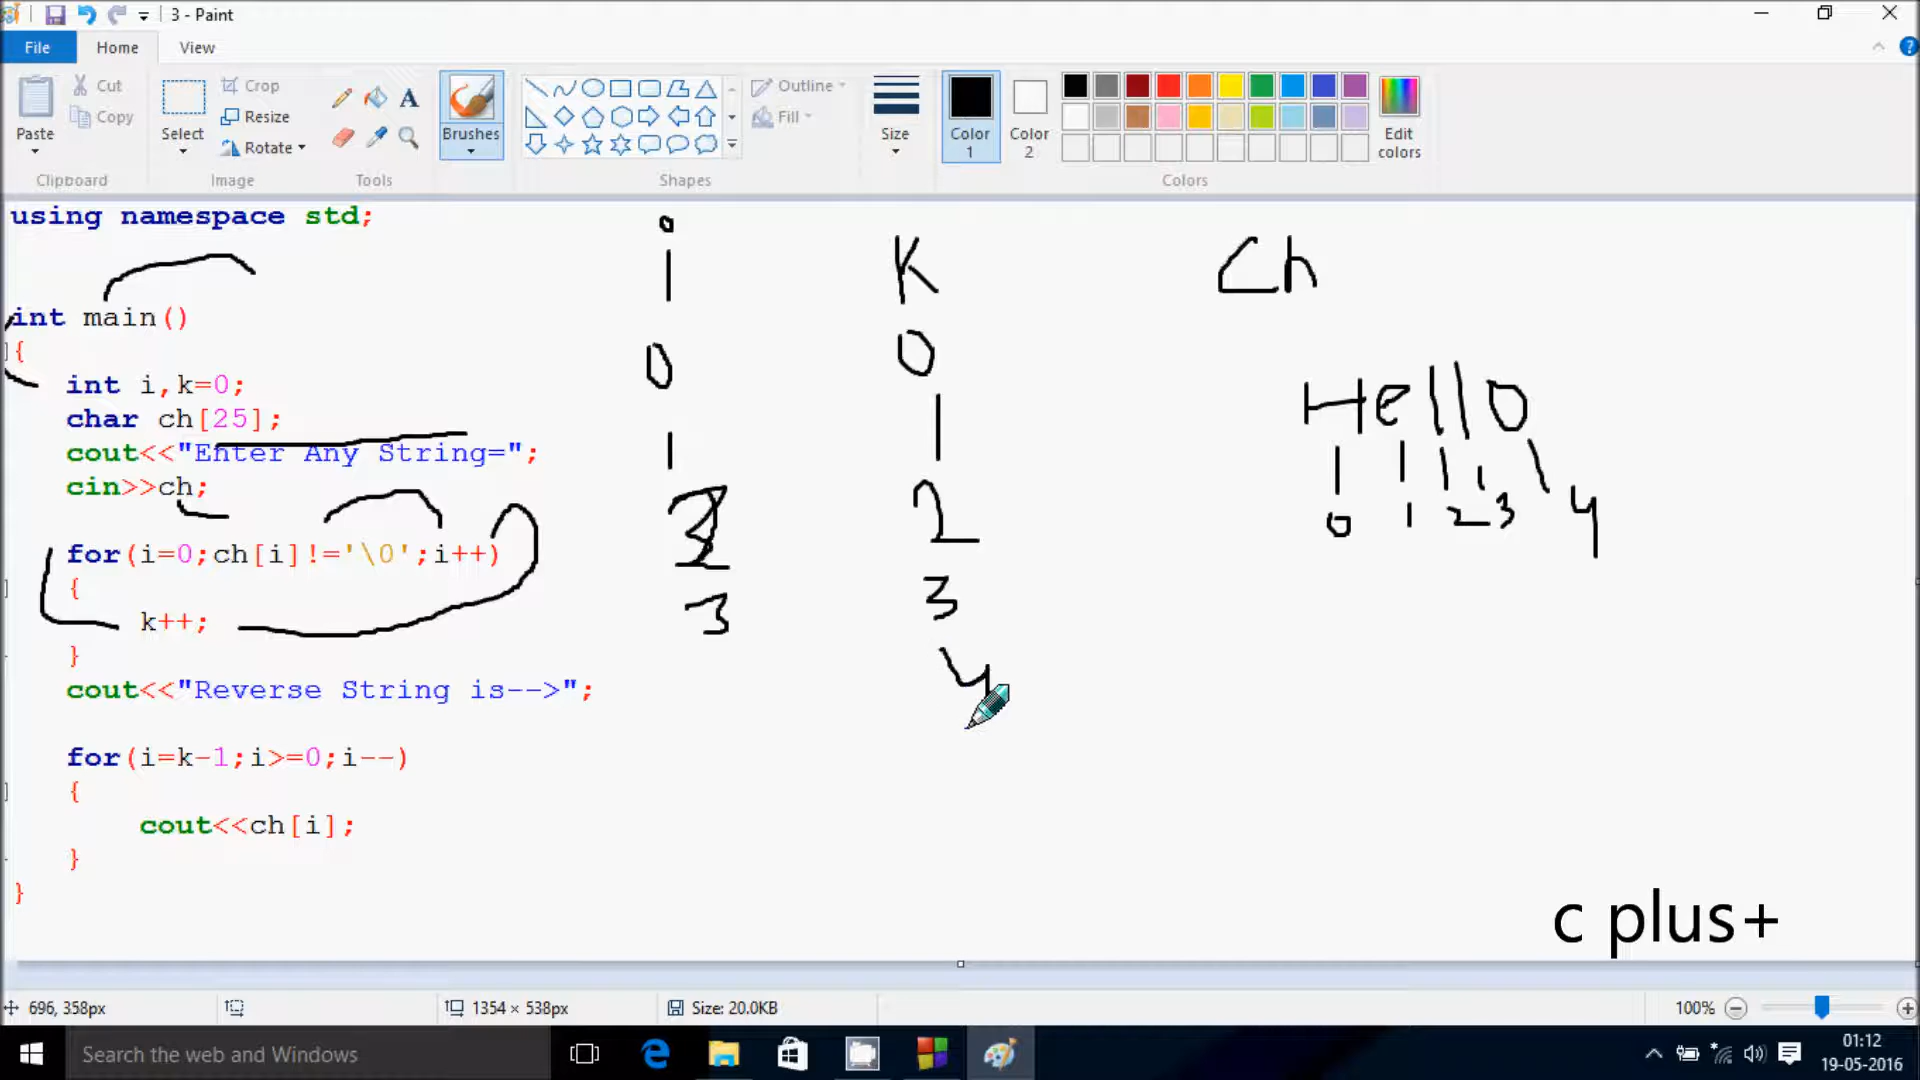 3 - Paint
File Home View
Paste Cut Copy Clipboard
Select Crop Resize Rotate Image
Tools
Brushes
Outline Fill Shapes
Size
Color 1 Color 2 Edit colors Colors
using namespace std;
int main()
{
int i,k=0;
char ch[25];
cout<<"Enter Any String=";
cin>>ch;
for(i=0;ch[i]!='\0';i++)
{
k++;
}
cout<<"Reverse String is-->";
for(i=k-1;i>=0;i--)
{
cout<<ch[i];
}
}
i K Ch
0 0
1 1
2 2
3 3
4
Hello
0 1 2 3 4
c plus+
696, 358px 1354 × 538px Size: 20.0KB 100%
Search the web and Windows
01:12
19-05-2016